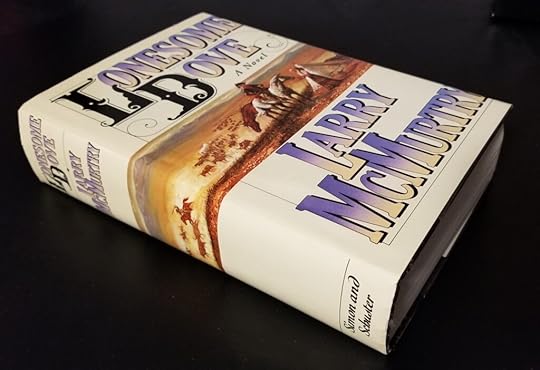 LONESOME
DOVE
A Novel
LARRY
McMURTRY
LONESOME
DOVE
LARRY
McMURTRY
Simon and
Schuster